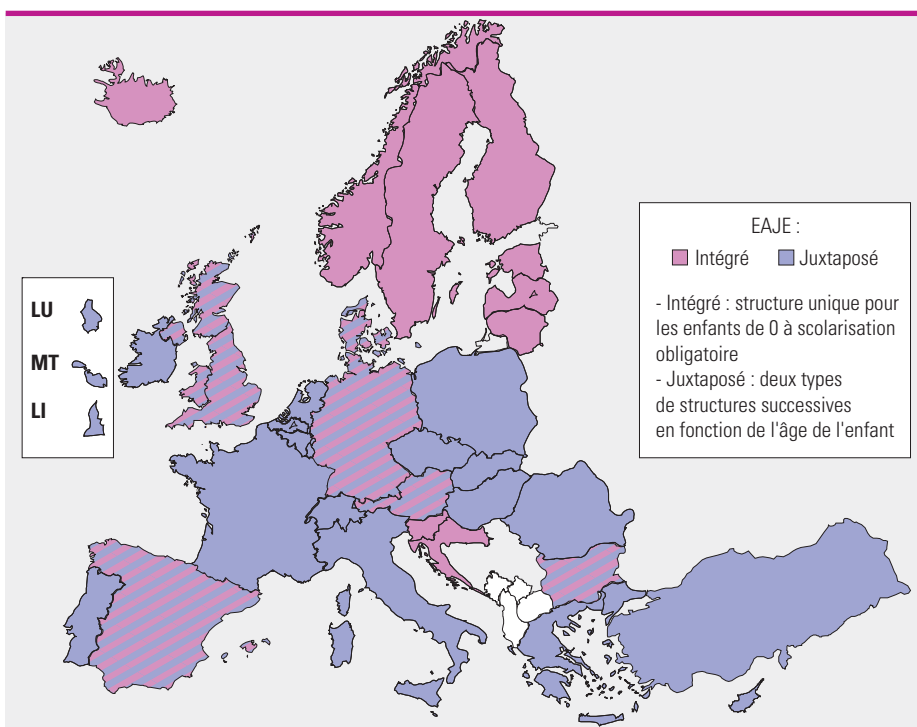 EAJE :
Intégré Juxtaposé
- Intégré : structure unique pour
les enfants de 0 à scolarisation
obligatoire
- Juxtaposé : deux types
de structures successives
en fonction de l'âge de l'enfant
LU
MT
LI